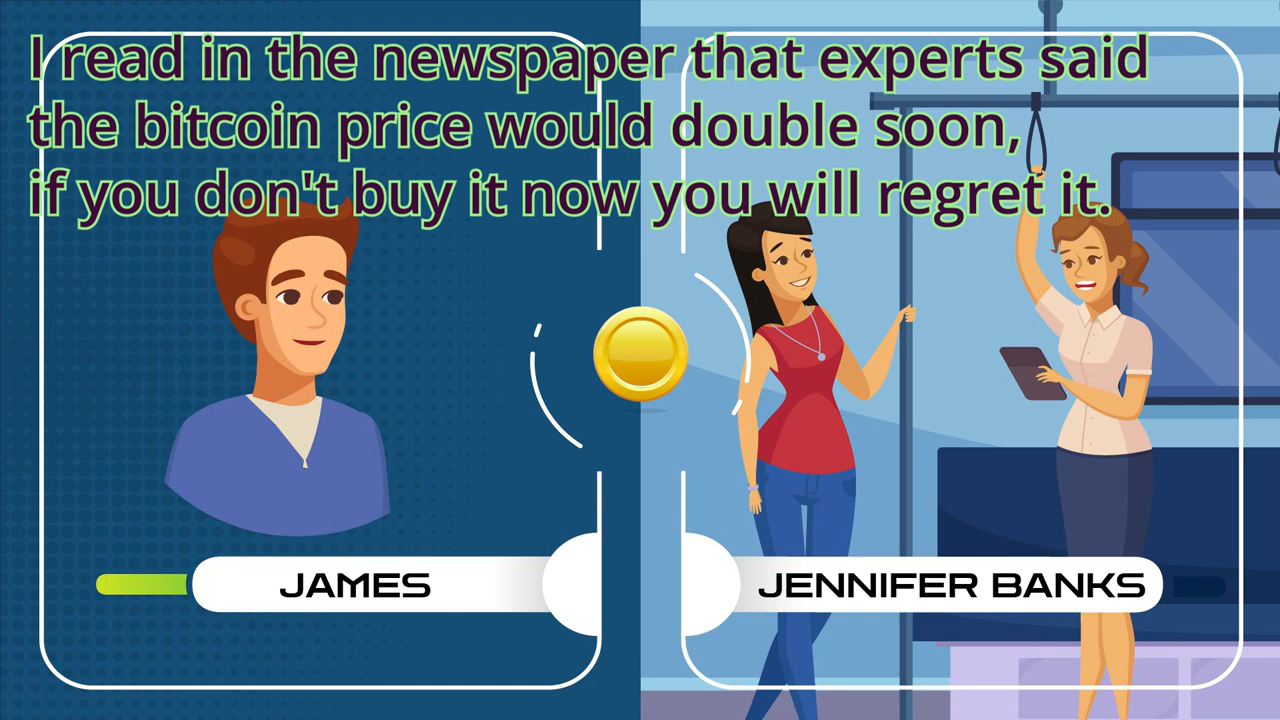 I read in the newspaper that experts said
the bitcoin price would double soon,
if you don't buy it now you will regret it.
JAMES
JENNIFER BANKS